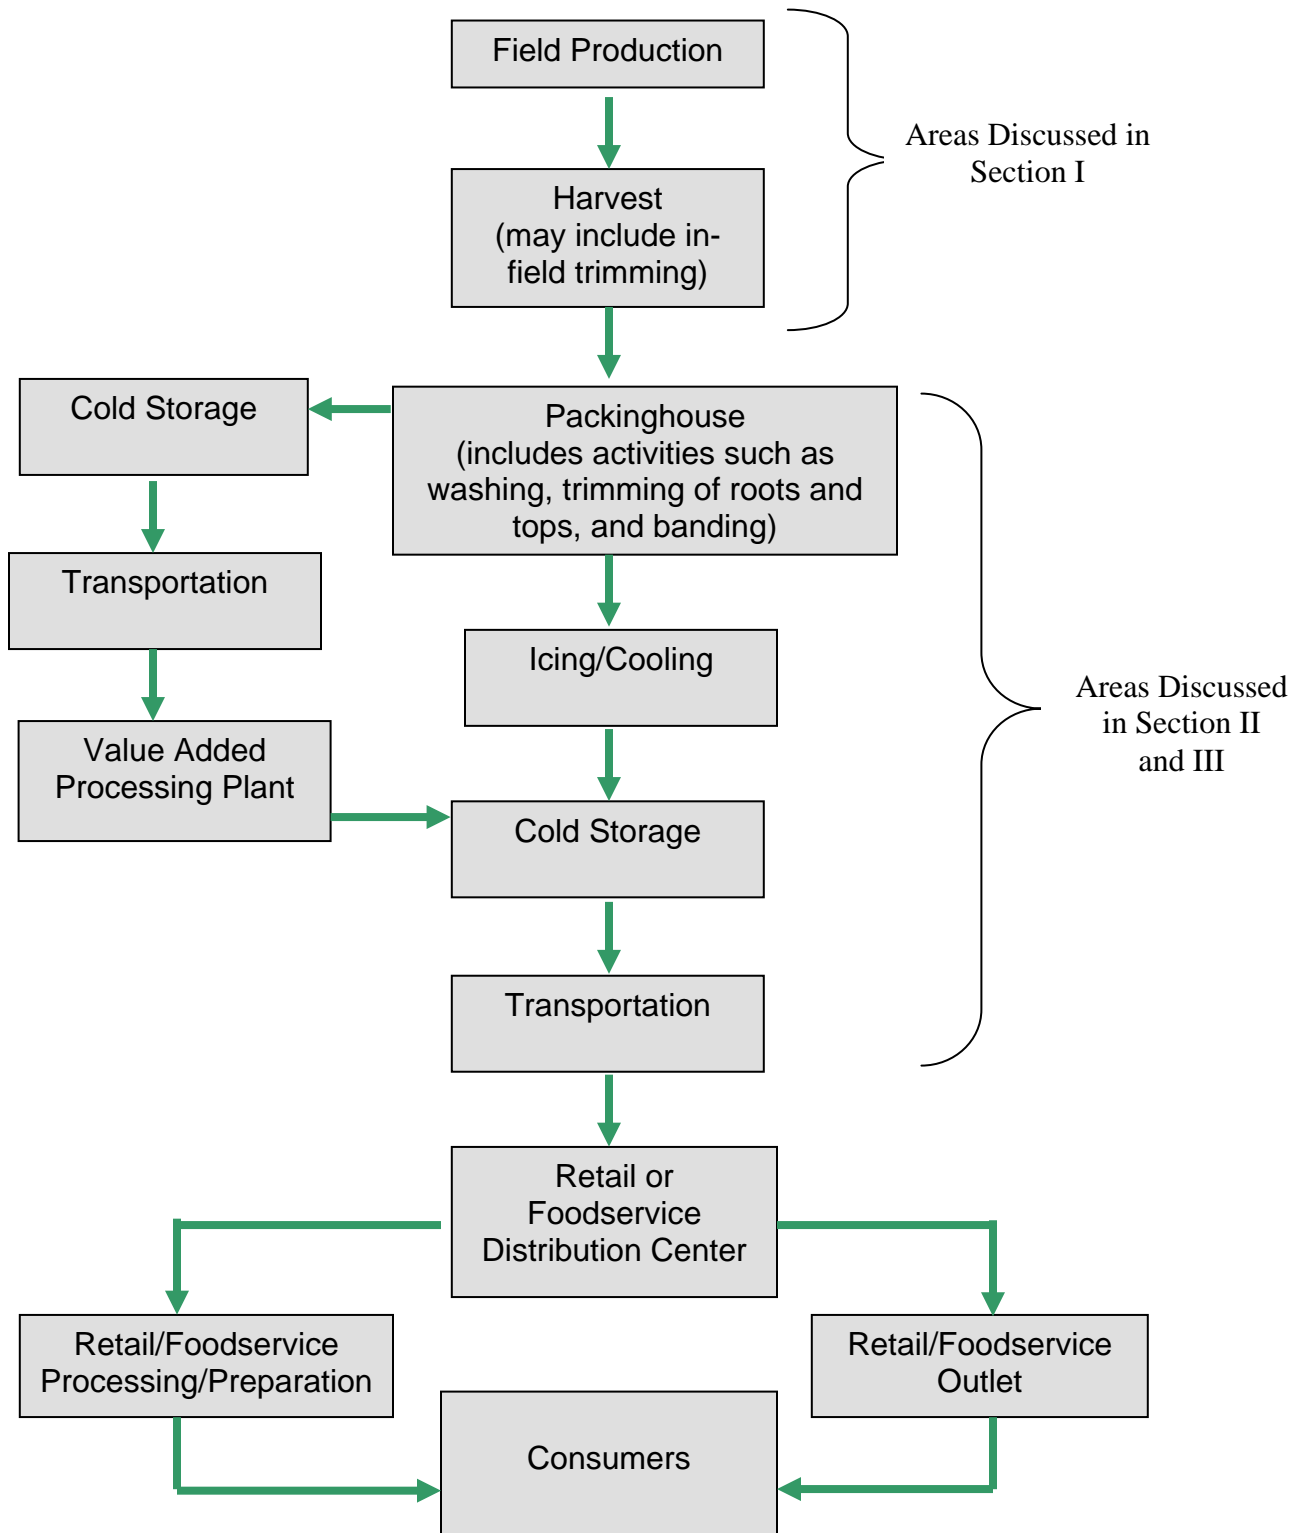 Field Production
Areas Discussed in
Section I
Harvest
(may include in-
field trimming)
Cold Storage
Packinghouse
(includes activities such as
washing, trimming of roots and
tops, and banding)
Transportation
Icing/Cooling
Areas Discussed
in Section II
and III
Value Added
Processing Plant
Cold Storage
Transportation
Retail or
Foodservice
Distribution Center
Retail/Foodservice
Processing/Preparation
Retail/Foodservice
Outlet
Consumers